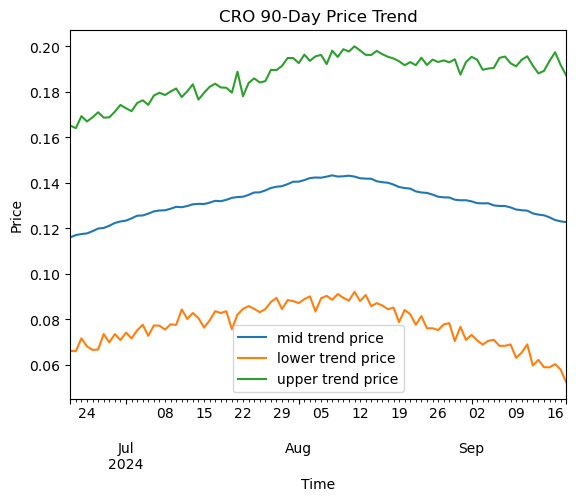 CRO 90-Day Price Trend
Price
0.20
0.18
0.16
0.14
0.12
0.10
0.08
0.06
mid trend price
lower trend price
upper trend price
24 08 15 22 29 05 12 19 26 02 09 16
Jul Aug Sep
2024
Time